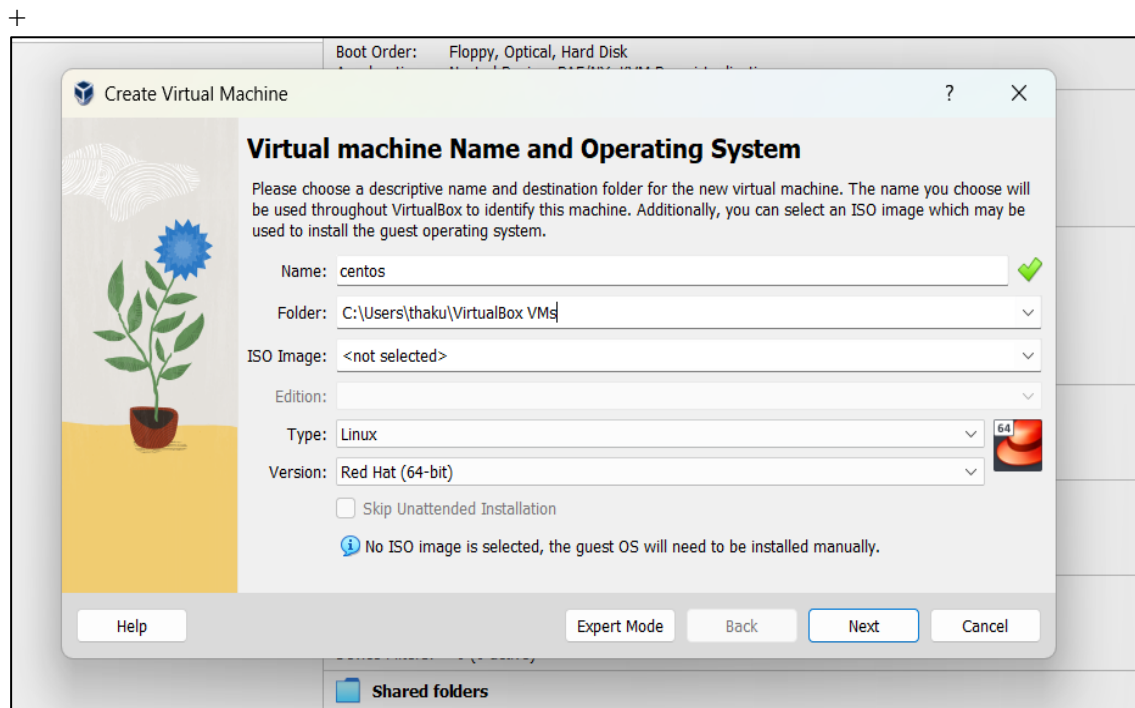 +
Boot Order: Floppy, Optical, Hard Disk
Create Virtual Machine ?
Virtual machine Name and Operating System
Please choose a descriptive name and destination folder for the new virtual machine. The name you choose will
be used throughout VirtualBox to identify this machine. Additionally, you can select an ISO image which may be
used to install the guest operating system.
Name: centos
Folder: C:\Users\thaku\VirtualBox VMs
ISO Image: <not selected>
Edition:
Type: Linux
64
Version: Red Hat (64-bit)
Skip Unattended Installation
No ISO image is selected, the guest OS will need to be installed manually.
Help Expert Mode Back Next Cancel
Shared folders